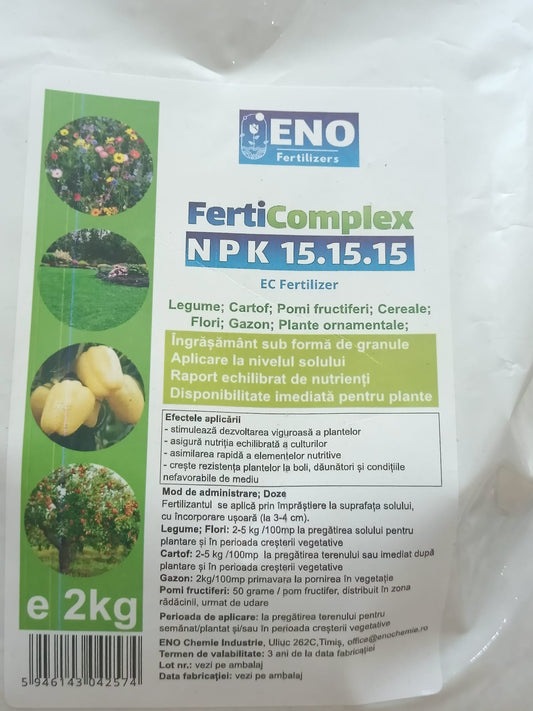 ENO
Fertilizers
FertiComplex
NPK 15.15.15
EC Fertilizer
Legume; Cartof; Pomi fructiferi; Cereale;
Flori; Gazon; Plante ornamentale;
Îngrășământ sub formă de granule
Aplicare la nivelul solului
Raport echilibrat de nutrienți
Disponibilitate imediată pentru plante
Efectele aplicării
- stimulează dezvoltarea viguroasă a plantelor
- asigură nutriția echilibrată a culturilor
- asimilarea rapidă a elementelor nutritive
- crește rezistența plantelor la boli, dăunători și condițiile
nefavorabile de mediu
Mod de administrare; Doze
Fertilizantul se aplică prin împrăștiere la suprafața solului,
cu încorporare ușoară (la 3-4 cm).
Legume; Flori: 2-5 kg /100mp la pregătirea solului pentru
plantare și în perioada creșterii vegetative
Cartof: 2-5 kg /100mp la pregătirea terenului sau imediat după
plantare și în perioada creșterii vegetative
Gazon: 2kg/100mp primavara la pornirea în vegetație
Pomi fructiferi: 50 grame / pom fructifer, distribuit în zona
rădăcinii, urmat de udare
Perioada de aplicare: la pregătirea terenului pentru
semănat/plantat și/sau în perioada creșterii vegetative
ENO Chemie Industrie, Uliuc 262C,Timiș, office@enochemie.ro
Termen de valabilitate: 3 ani de la data fabricației
Lot nr.: vezi pe ambalaj
Data fabricației: vezi pe ambalaj
e 2kg
5 946143 042574